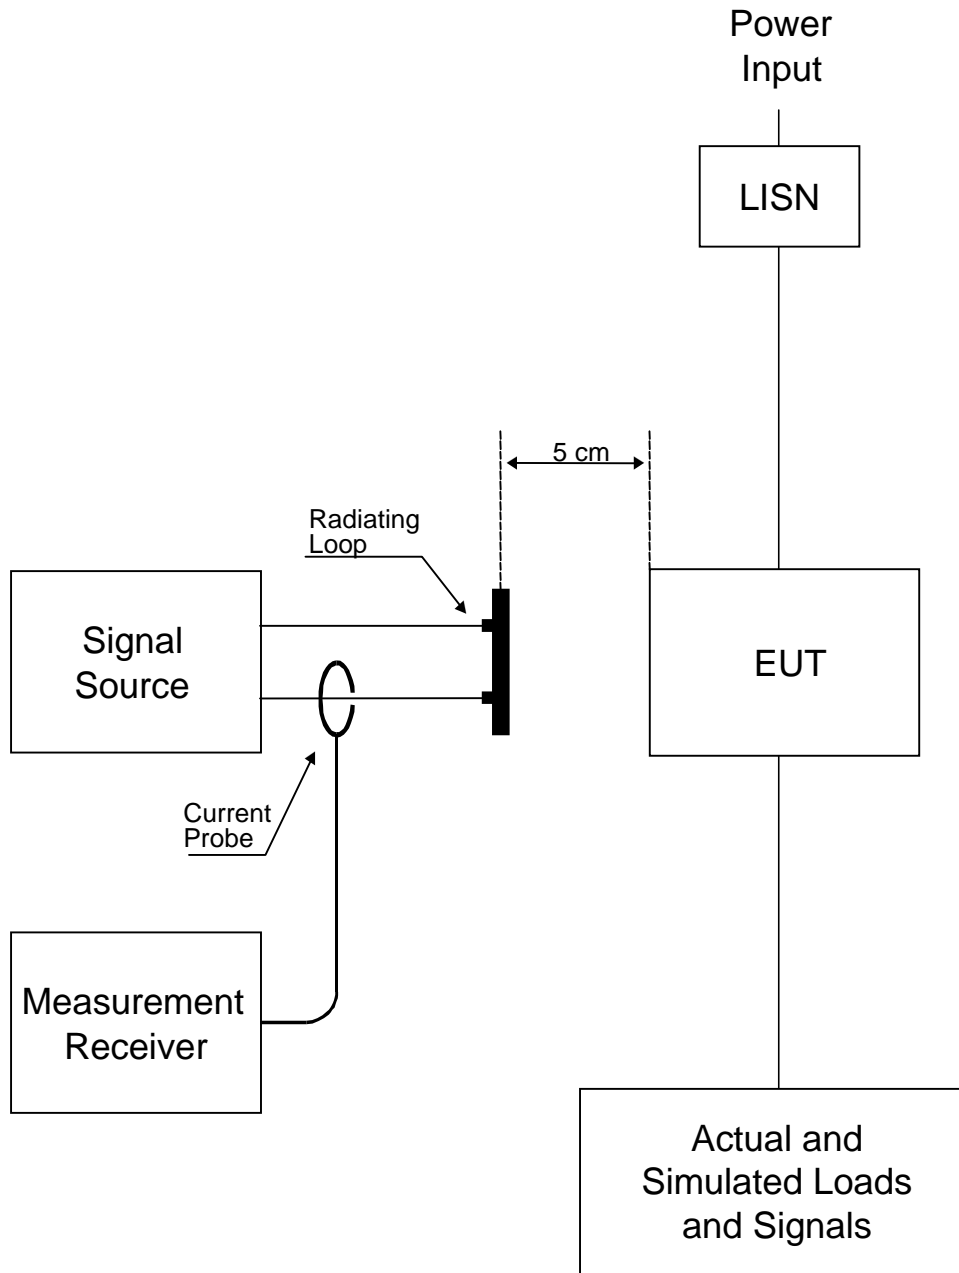 Power
Input
LISN
5 cm
Radiating
Loop
Signal
Source
EUT
Current
Probe
Measurement
Receiver
Actual and
Simulated Loads
and Signals